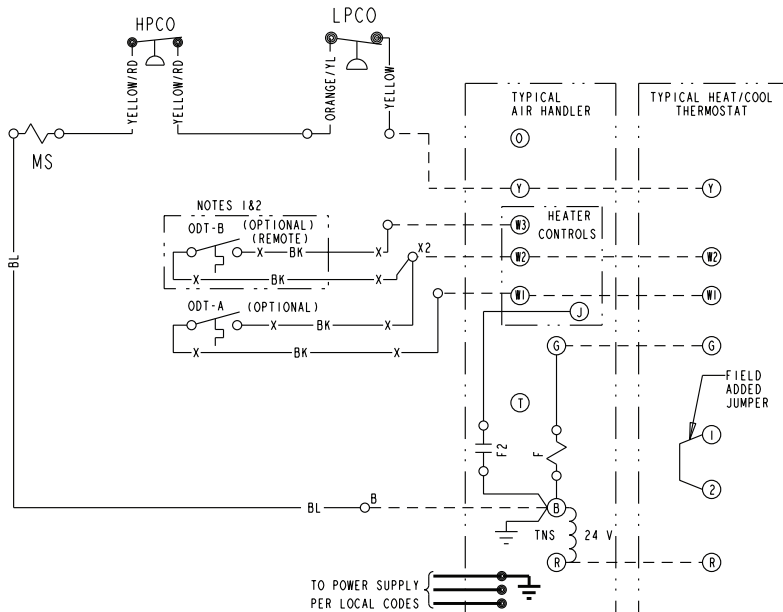 HPCO
LPCO
YELLOW/RD
YELLOW/RD
ORANGE/YL
YELLOW
MS
TYPICAL
AIR HANDLER
TYPICAL HEAT/COOL
THERMOSTAT
O
Y
Y
NOTES 1&2
ODT-B (OPTIONAL)
(REMOTE)
X BK X
X BK X
X2
W3
HEATER
CONTROLS
W2
W2
W1
W1
ODT-A (OPTIONAL)
X BK X
X BK X
J
G
G
BL
FIELD
ADDED
JUMPER
T
1
2
F2
F
BL
B
B
TNS 24 V
R
R
TO POWER SUPPLY
PER LOCAL CODES